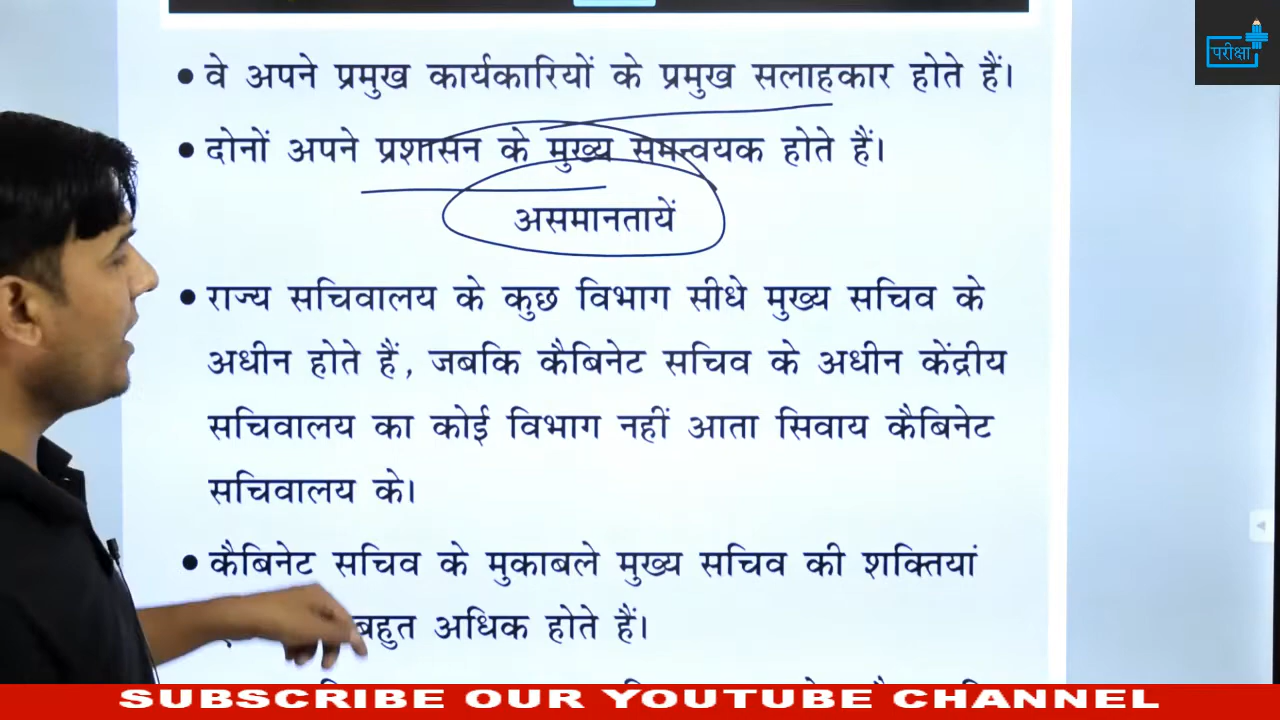 परीक्षा
• वे अपने प्रमुख कार्यकारियों के प्रमुख सलाहकार होते हैं।
• दोनों अपने प्रशासन के मुख्य समन्वयक होते हैं।
असमानतायें
• राज्य सचिवालय के कुछ विभाग सीधे मुख्य सचिव के
अधीन होते हैं, जबकि कैबिनेट सचिव के अधीन केंद्रीय
सचिवालय का कोई विभाग नहीं आता सिवाय कैबिनेट
सचिवालय के।
• कैबिनेट सचिव के मुकाबले मुख्य सचिव की शक्तियां
बहुत अधिक होते हैं।
SUBSCRIBE OUR YOUTUBE CHANNEL